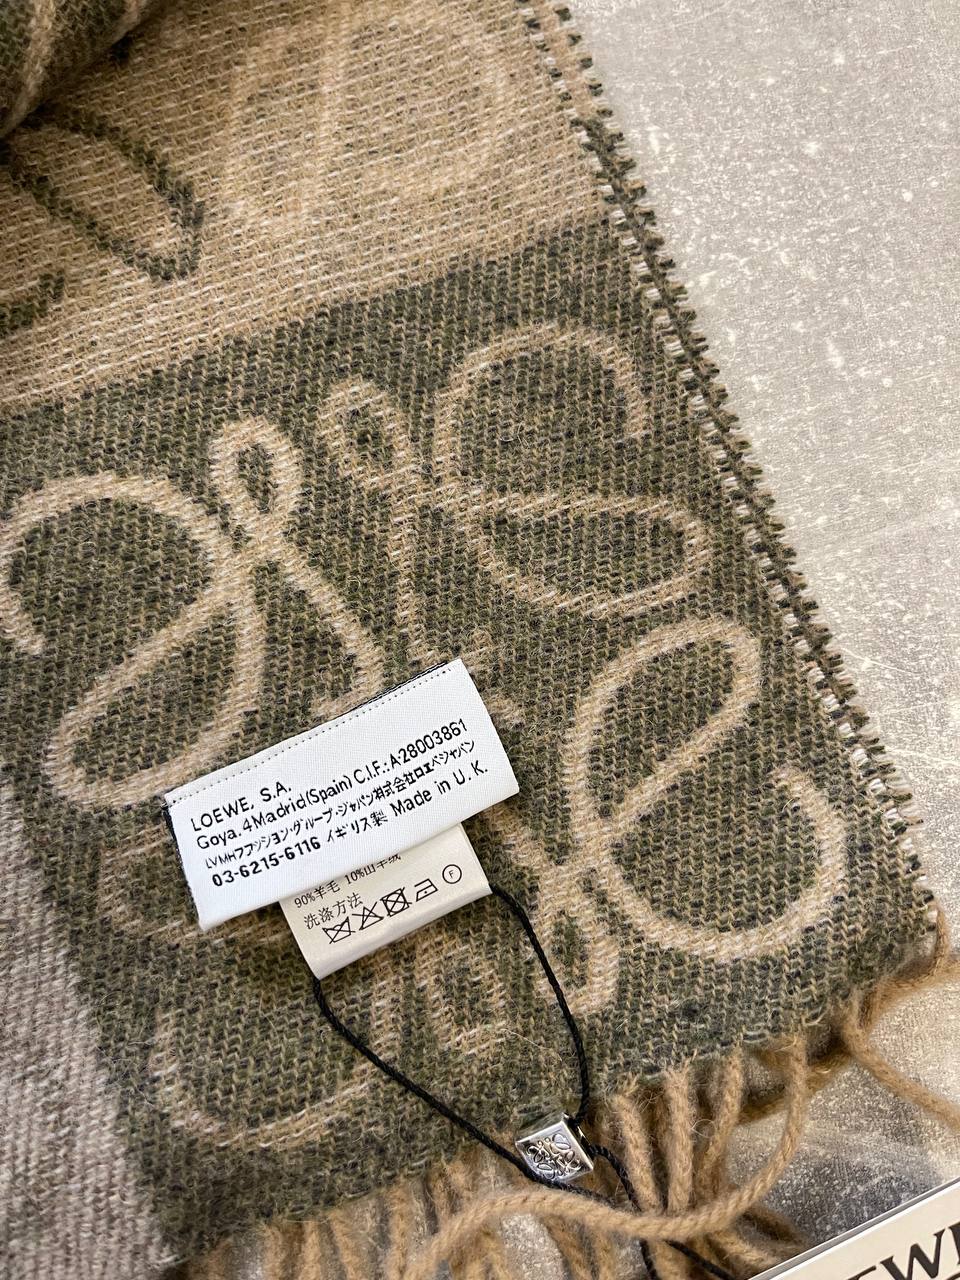 LOEWE, S.A.
Goya, 4 Madrid (Spain) C.I.F.: A-28003861
LVMHファッション・グループ・ジャパン株式会社ロエベジャパン
03-6215-6116 イギリス製 Made in U.K.
90%羊毛 10%山羊绒
洗涤方法
F